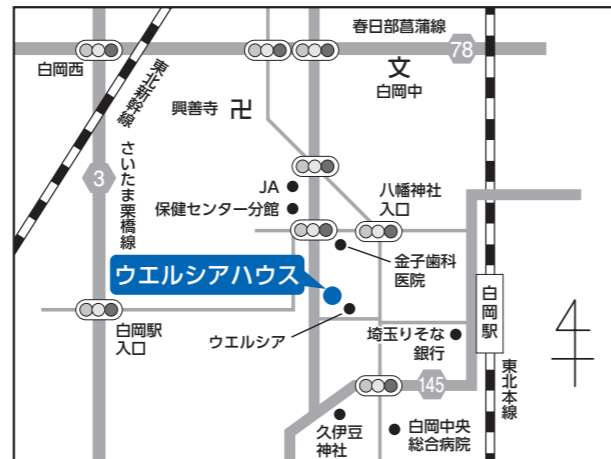 春日部菖蒲線
78
白岡西
文
白岡中
東北新幹線
さいたま栗橋線
興善寺
卍
3
JA
保健センター分館
八幡神社
入口
金子歯科
医院
ウエルシアハウス
白岡駅
入口
ウエルシア
埼玉りそな
銀行
白岡駅
東北本線
145
久伊豆
神社
白岡中央
総合病院